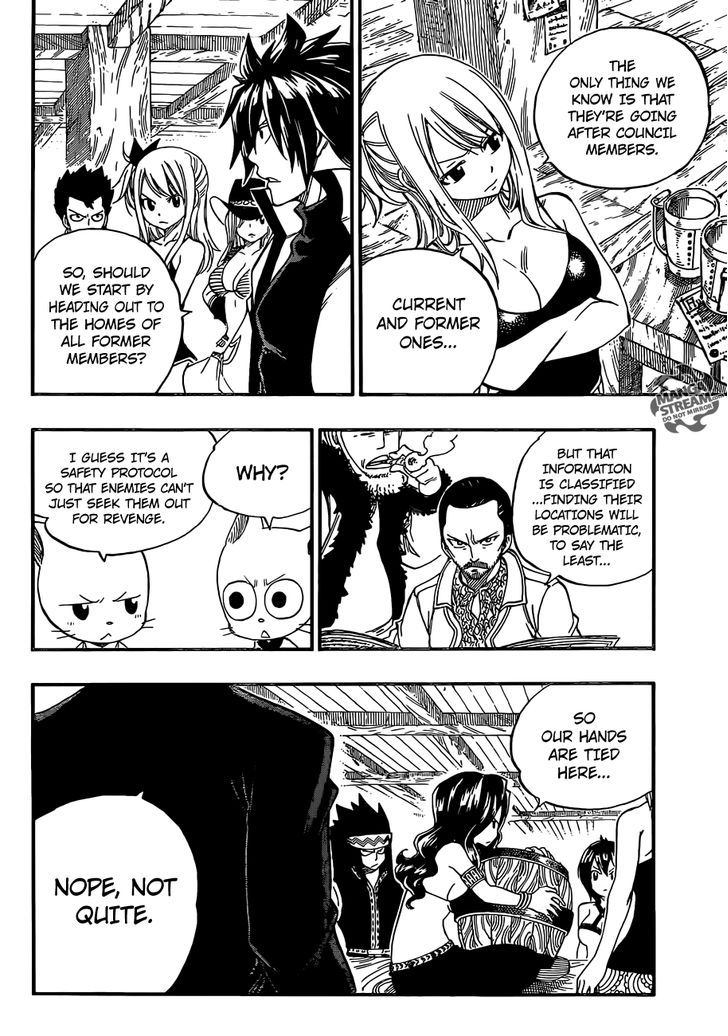 THE
ONLY THING WE
KNOW IS THAT
THEY'RE GOING
AFTER COUNCIL
MEMBERS.
CURRENT
AND FORMER
ONES...
MANGA
STREAM
DO NOT MIRROR
SO, SHOULD
WE START BY
HEADING OUT TO
THE HOMES OF
ALL FORMER
MEMBERS?
BUT THAT
INFORMATION
IS CLASSIFIED
...FINDING THEIR
LOCATIONS WILL
BE PROBLEMATIC,
TO SAY THE
LEAST...
WHY?
I GUESS IT'S A
SAFETY PROTOCOL
SO THAT ENEMIES CAN'T
JUST SEEK THEM OUT
FOR REVENGE.
SO
OUR HANDS
ARE TIED
HERE...
NOPE, NOT
QUITE.